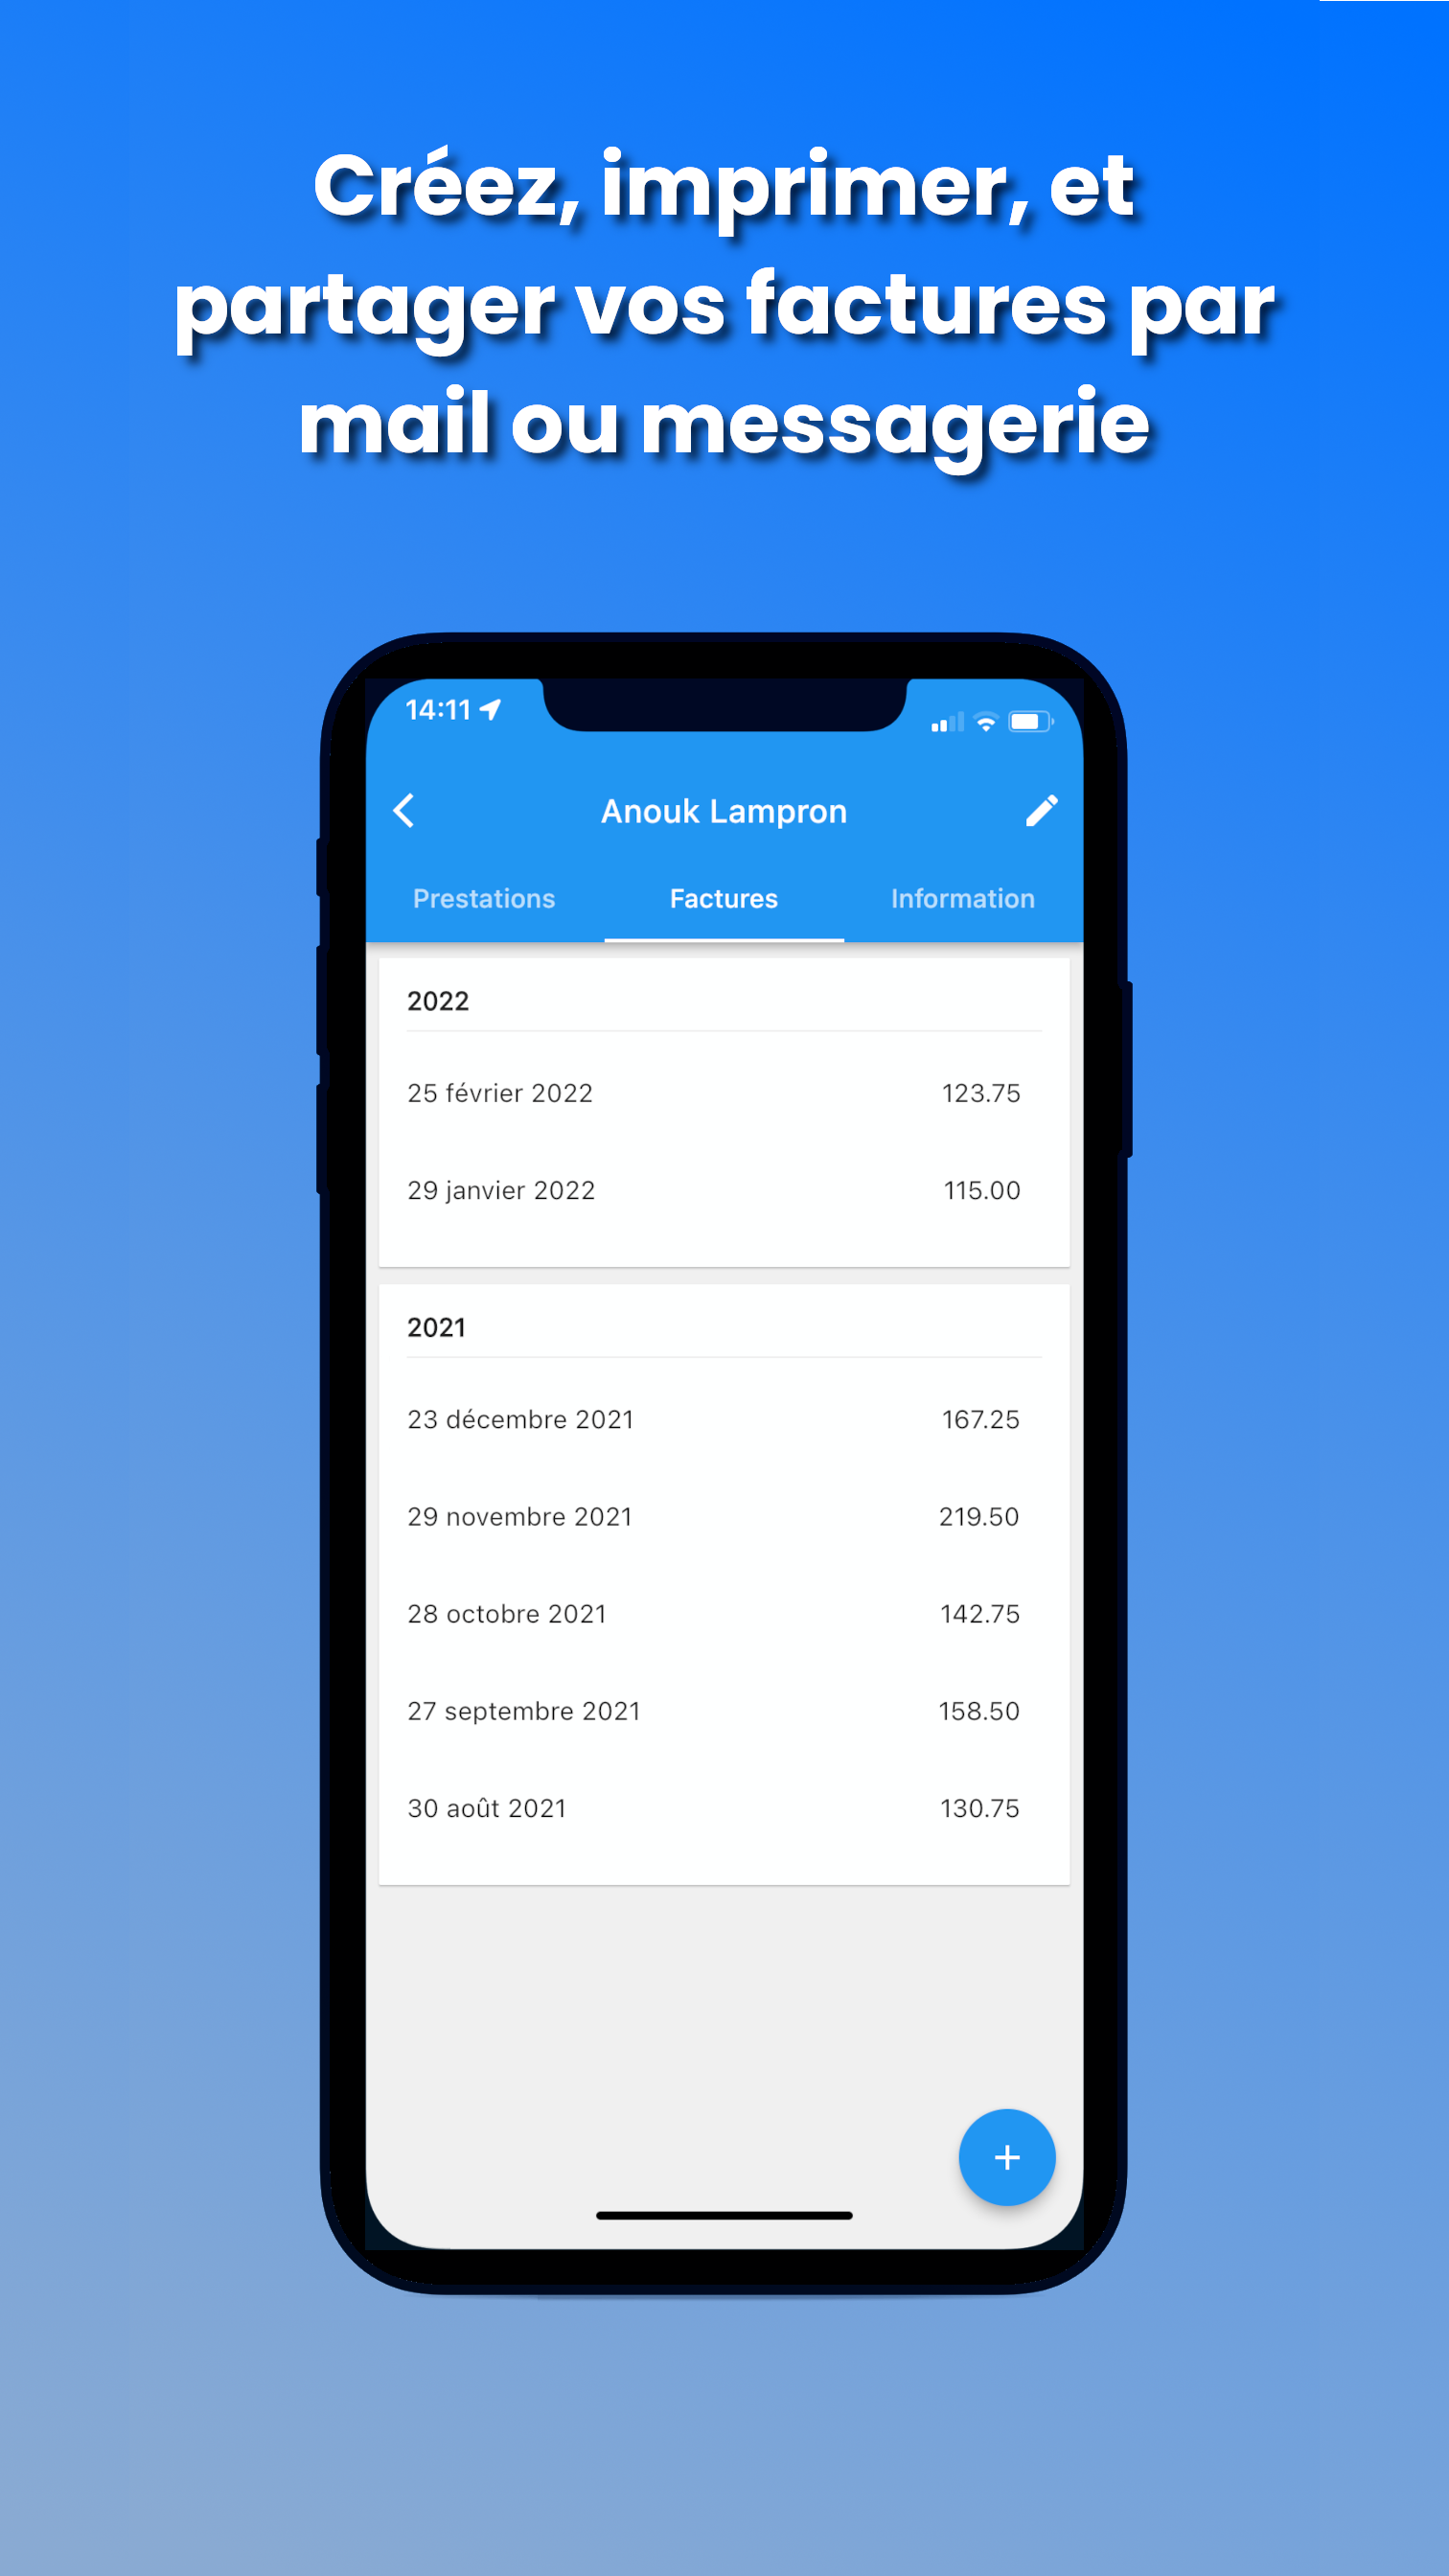 Créez, imprimer, et
partager vos factures par
mail ou messagerie
14:11
Anouk Lampron
Prestations Factures Information
2022
25 février 2022 123.75
29 janvier 2022 115.00
2021
23 décembre 2021 167.25
29 novembre 2021 219.50
28 octobre 2021 142.75
27 septembre 2021 158.50
30 août 2021 130.75
+